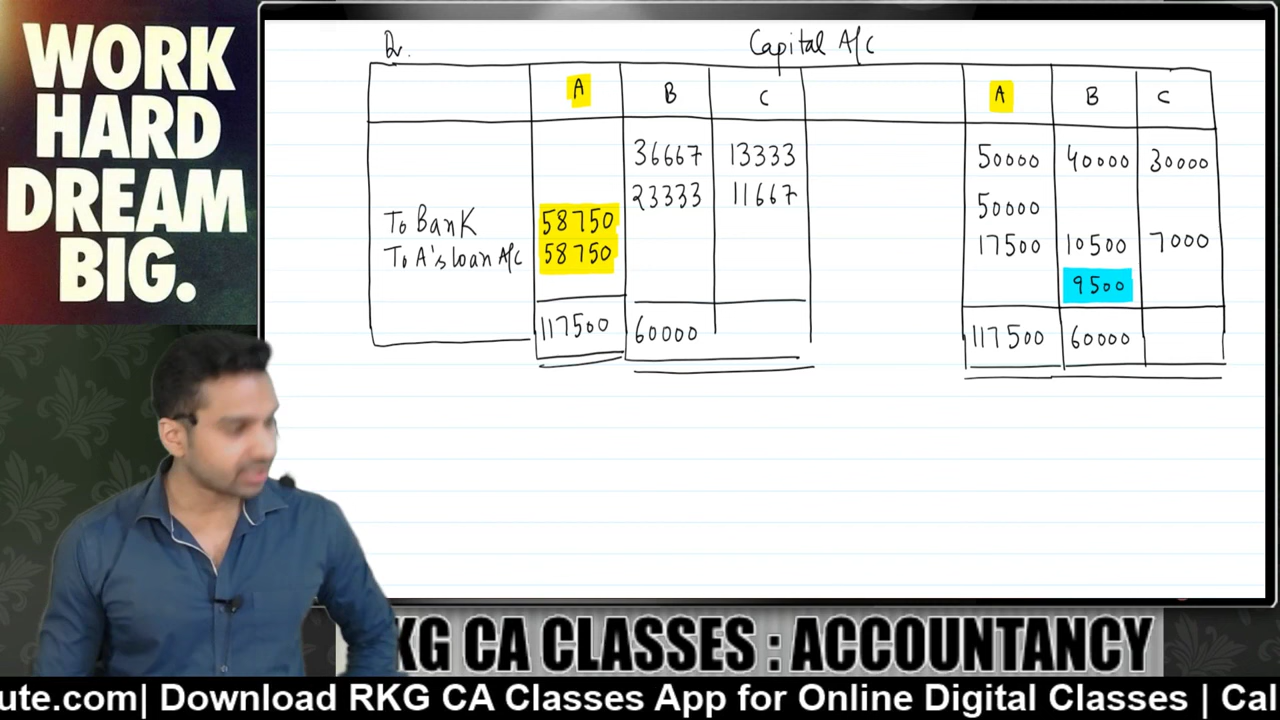 WORK
HARD
DREAM
BIG.
Dr. Capital A/c
A B C A B C
36667 13333 50000 40000 30000
23333 11667 50000
To Bank 58750
To A's loan A/c 58750 17500 10500 7000
9500
117500 60000 117500 60000
KG CA CLASSES : ACCOUNTANCY
ute.com| Download RKG CA Classes App for Online Digital Classes | Cal